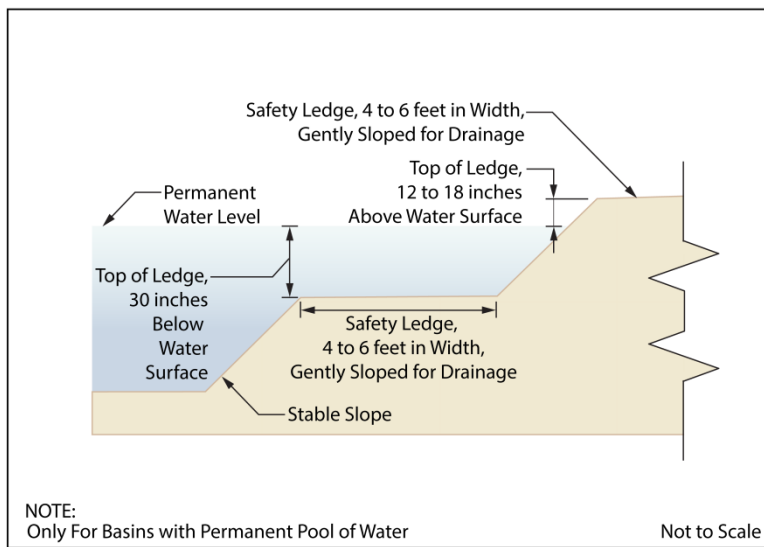 Safety Ledge, 4 to 6 feet in Width,
Gently Sloped for Drainage
Top of Ledge,
12 to 18 inches
Above Water Surface
Permanent
Water Level
Top of Ledge,
30 inches
Below
Water
Surface
Safety Ledge,
4 to 6 feet in Width,
Gently Sloped for Drainage
Stable Slope
NOTE:
Only For Basins with Permanent Pool of Water
Not to Scale